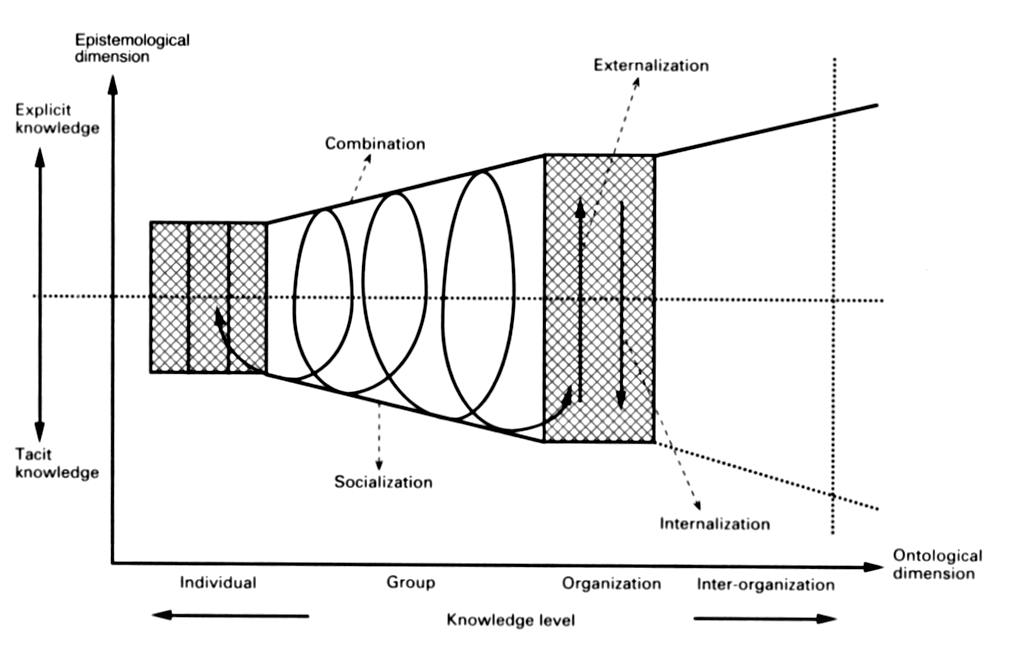 Epistemological
dimension
Externalization
Explicit
knowledge
Combination
Tacit
knowledge
Socialization
Internalization
Ontological
dimension
Individual
Group
Organization
Inter-organization
Knowledge level